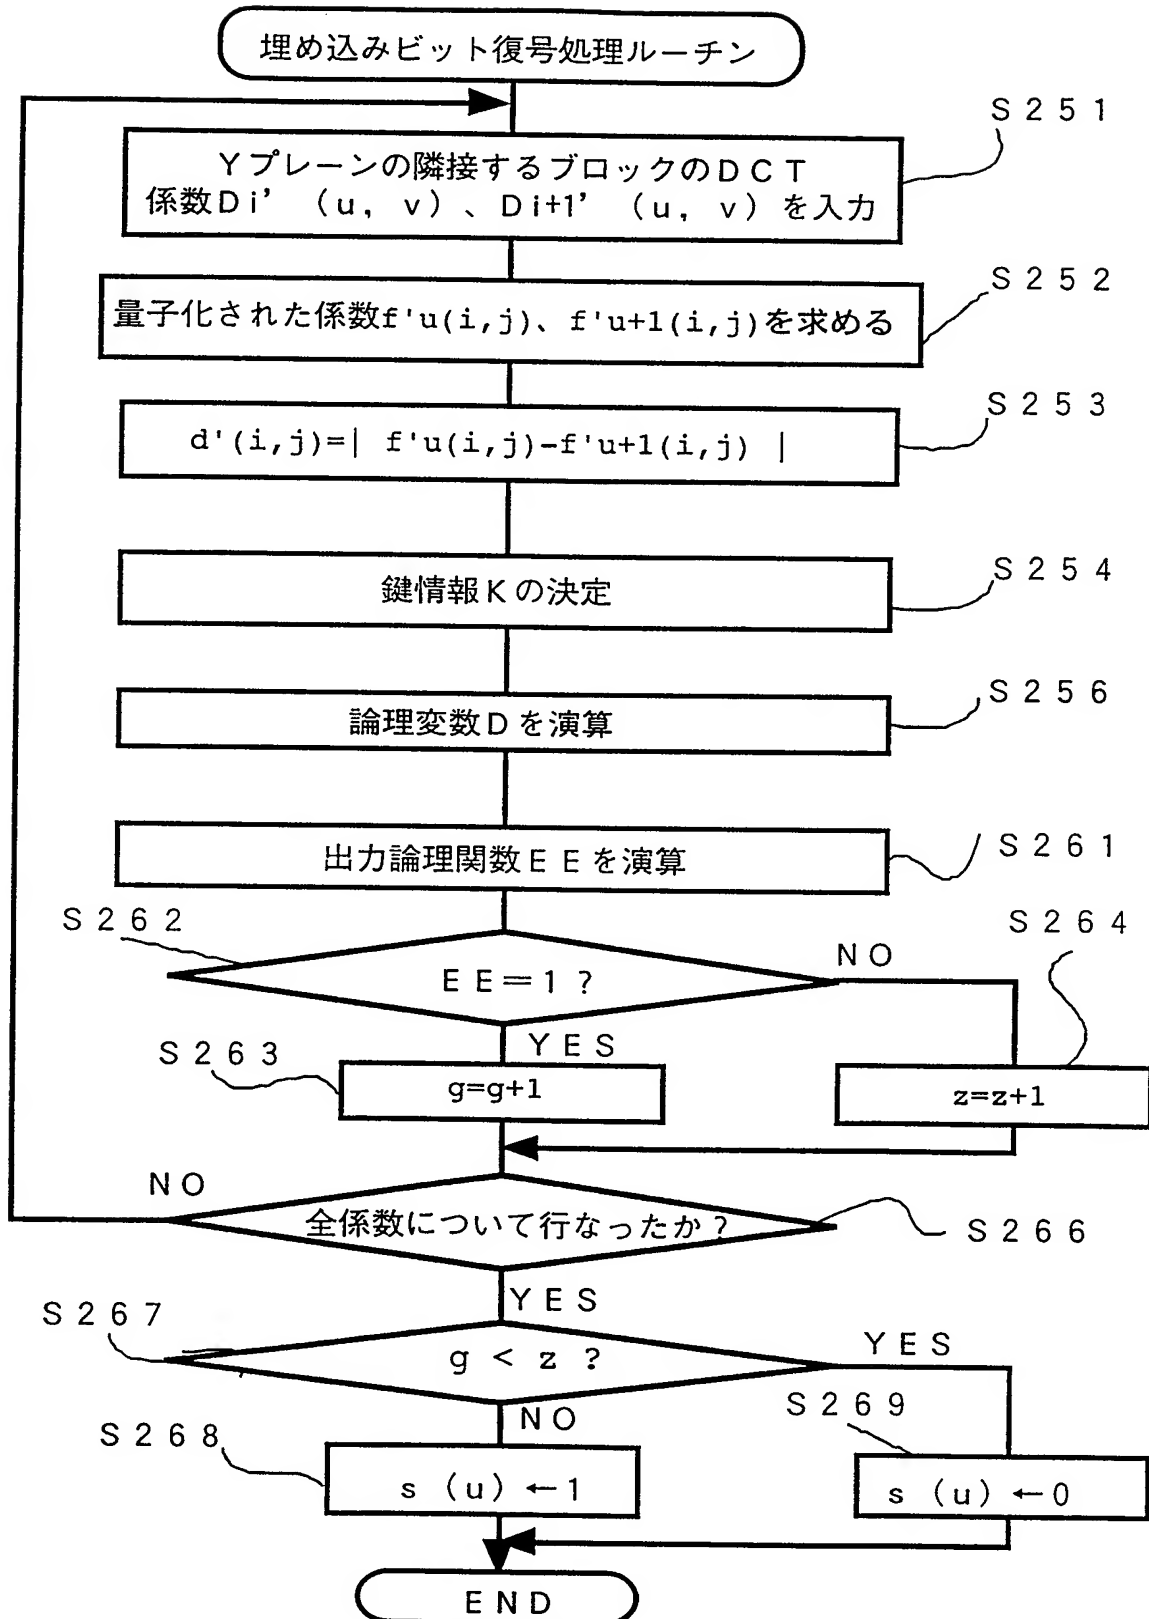 埋め込みビット復号処理ルーチン
S251
Yプレーンの隣接するブロックのDCT
係数Di’(u,v)、Di+1’(u,v)を入力
S252
量子化された係数f'u(i,j)、f'u+1(i,j)を求める
S253
d'(i,j)=| f'u(i,j)-f'u+1(i,j) |
S254
鍵情報Kの決定
S256
論理変数Dを演算
S261
出力論理関数EEを演算
S262
S264
EE=1?
NO
YES
S263
g=g+1
z=z+1
NO
全係数について行なったか?
S266
YES
S267
g < z ?
YES
NO
S269
S268
s(u)←1
s(u)←0
END